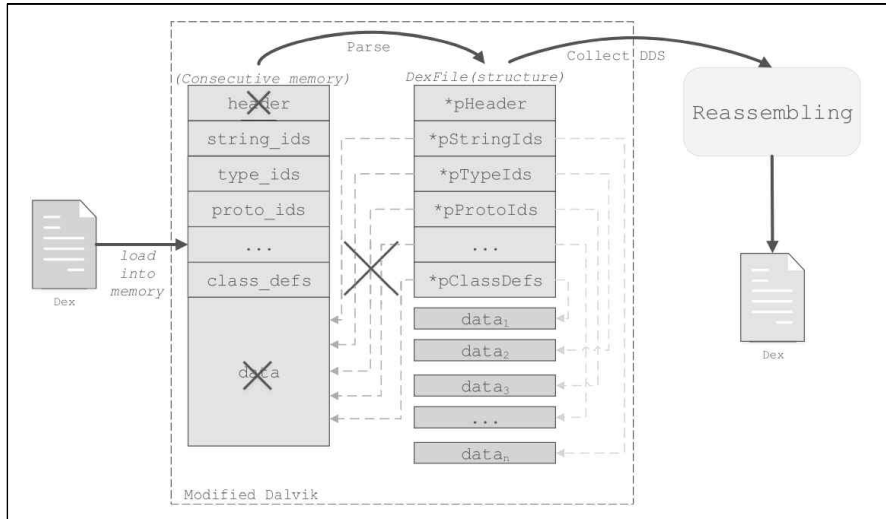 Parse
Collect DDS
(Consecutive memory)
DexFile(structure)
header
string_ids
type_ids
proto_ids
...
class_defs
data
*pHeader
*pStringIds
*pTypeIds
*pProtoIds
...
*pClassDefs
data₁
data₂
data₃
...
dataₙ
Reassembling
load
into
memory
Dex
Dex
Modified Dalvik